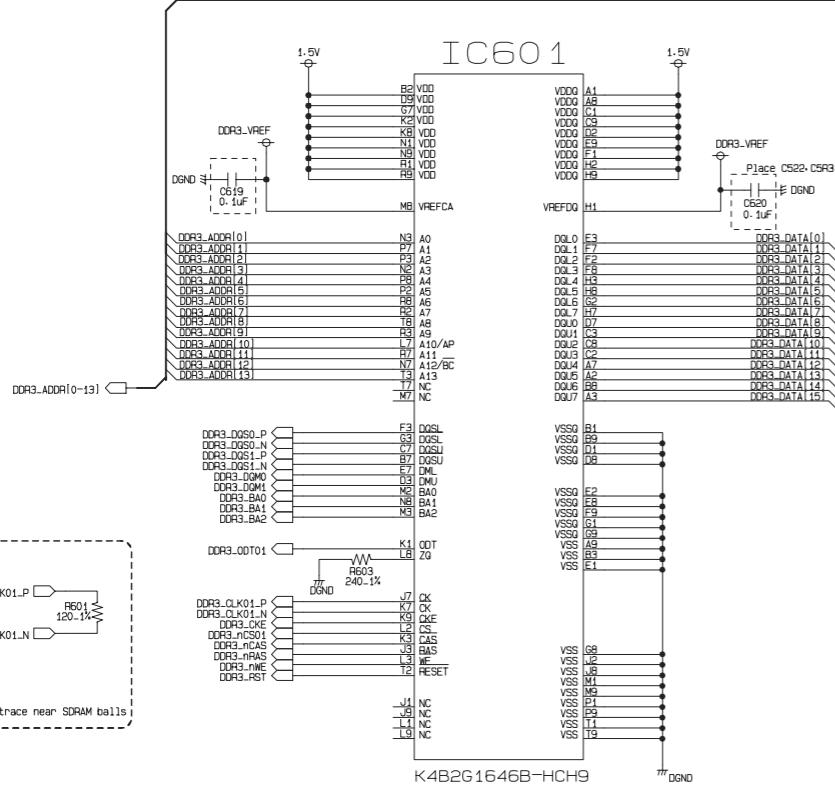 IC601
1.5V
1.5V
B2 VDD
D9 VDD
G7 VDD
K2 VDD
K8 VDD
N1 VDD
N9 VDD
R1 VDD
R9 VDD
VDDQ A1
VDDQ A8
VDDQ C1
VDDQ C9
VDDQ D2
VDDQ E9
VDDQ F1
VDDQ H2
VDDQ H9
DDR3_VREF
DGND
C619
0.1uF
M8 VREFCA
DDR3_VREF
Place C522,C5R3
DGND
C620
0.1uF
VREFDQ H1
DDR3_ADDR[0] N3 A0
DDR3_ADDR[1] P7 A1
DDR3_ADDR[2] P3 A2
DDR3_ADDR[3] N2 A3
DDR3_ADDR[4] P8 A4
DDR3_ADDR[5] P2 A5
DDR3_ADDR[6] R8 A6
DDR3_ADDR[7] R2 A7
DDR3_ADDR[8] T8 A8
DDR3_ADDR[9] R3 A9
DDR3_ADDR[10] L7 A10/AP
DDR3_ADDR[11] R7 A11
DDR3_ADDR[12] N7 A12/BC
DDR3_ADDR[13] T3 A13
T7 NC
M7 NC
DDR3_ADDR[0-13]
DQL0 E3 DDR3_DATA[0]
DQL1 F7 DDR3_DATA[1]
DQL2 F2 DDR3_DATA[2]
DQL3 F8 DDR3_DATA[3]
DQL4 H3 DDR3_DATA[4]
DQL5 H8 DDR3_DATA[5]
DQL6 G2 DDR3_DATA[6]
DQL7 H7 DDR3_DATA[7]
DQU0 D7 DDR3_DATA[8]
DQU1 C3 DDR3_DATA[9]
DQU2 C8 DDR3_DATA[10]
DQU3 C2 DDR3_DATA[11]
DQU4 A7 DDR3_DATA[12]
DQU5 A2 DDR3_DATA[13]
DQU6 B8 DDR3_DATA[14]
DQU7 A3 DDR3_DATA[15]
DDR3_DQS0_P F3 DQSL
DDR3_DQS0_N G3 DQSL
DDR3_DQS1_P C7 DQSU
DDR3_DQS1_N B7 DQSU
DDR3_DQM0 E7 DML
DDR3_DQM1 D3 DMU
DDR3_BA0 M2 BA0
DDR3_BA1 N8 BA1
DDR3_BA2 M3 BA2
DDR3_ODT01 K1 ODT
L8 ZQ
R603
240-1%
DGND
DDR3_CLK01_P J7 CK
DDR3_CLK01_N K7 CK
DDR3_CKE K9 CKE
DDR3_nCS01 L2 CS
DDR3_nCAS K3 CAS
DDR3_nRAS J3 RAS
DDR3_nWE L3 WE
DDR3_RST T2 RESET
J1 NC
J9 NC
L1 NC
L9 NC
VSSQ B1
VSSQ B9
VSSQ D1
VSSQ D8
VSSQ E2
VSSQ E8
VSSQ F9
VSSQ G1
VSSQ G9
VSS A9
VSS B3
VSS E1
VSS G8
VSS J2
VSS J8
VSS M1
VSS M9
VSS P1
VSS P9
VSS T1
VSS T9
DGND
K01_P
R601
120-1%
K01_N
trace near SDRAM balls
K4B2G1646B-HCH9